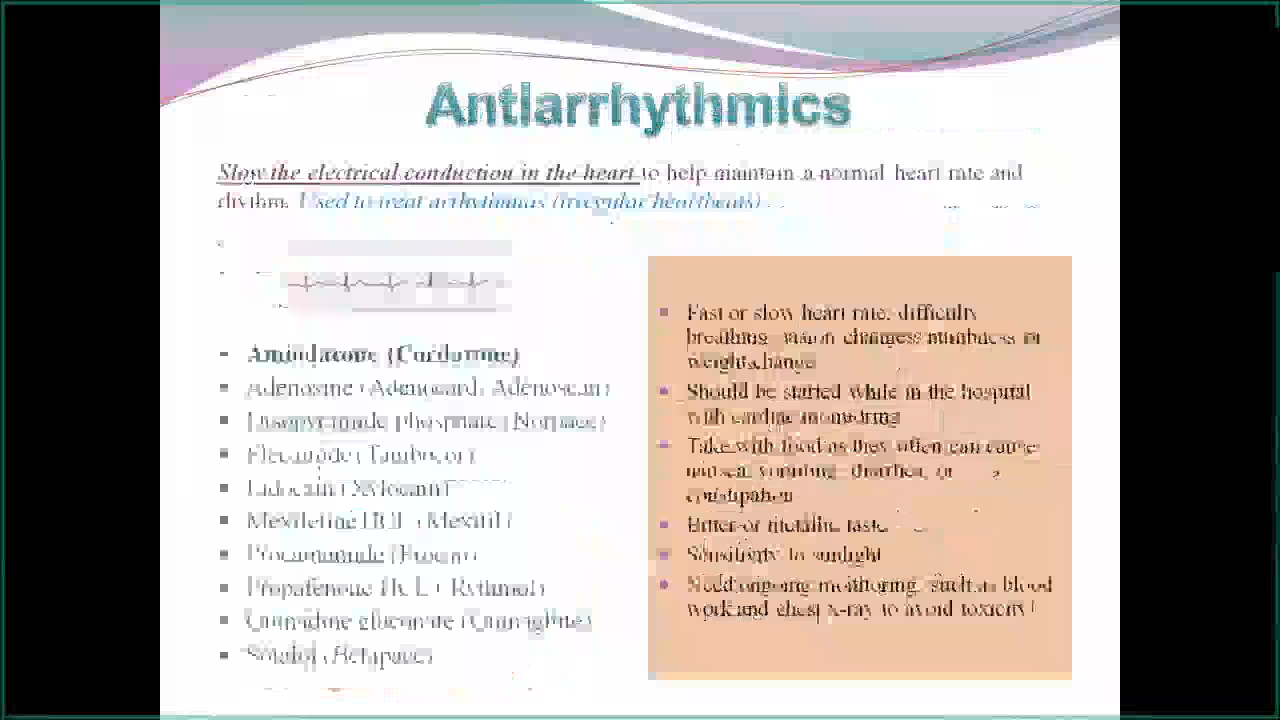 Antiarrhythmics
Slow the electrical conduction in the heart to help maintain a normal heart rate and
rhythm. Used to treat arrhythmias (irregular heartbeats)
Amiodarone (Cordarone)
Adenosine (Adenocard, Adenoscan)
Disopyramide phosphate (Norpace)
Flecainide (Tambocor)
Lidocain (Xylocain)
Mexiletine HCL (Mexitil)
Procainamide (Procan)
Propafenone HCL (Rythmol)
Quinidine gluconate (Quinaglute)
Sotalol (Betapace)
Fast or slow heart rate, difficulty
breathing, vision changess numbness or
weight change
Should be started while in the hospital
with cardiac monitoring
Take with food as they often can cause
nausea, vomiting, diarrhea, or
constipation
Bitter or metallic taste
Sensitivity to sunlight
Need ongoing monitoring, such as blood
work and chest x-ray to avoid toxicity!